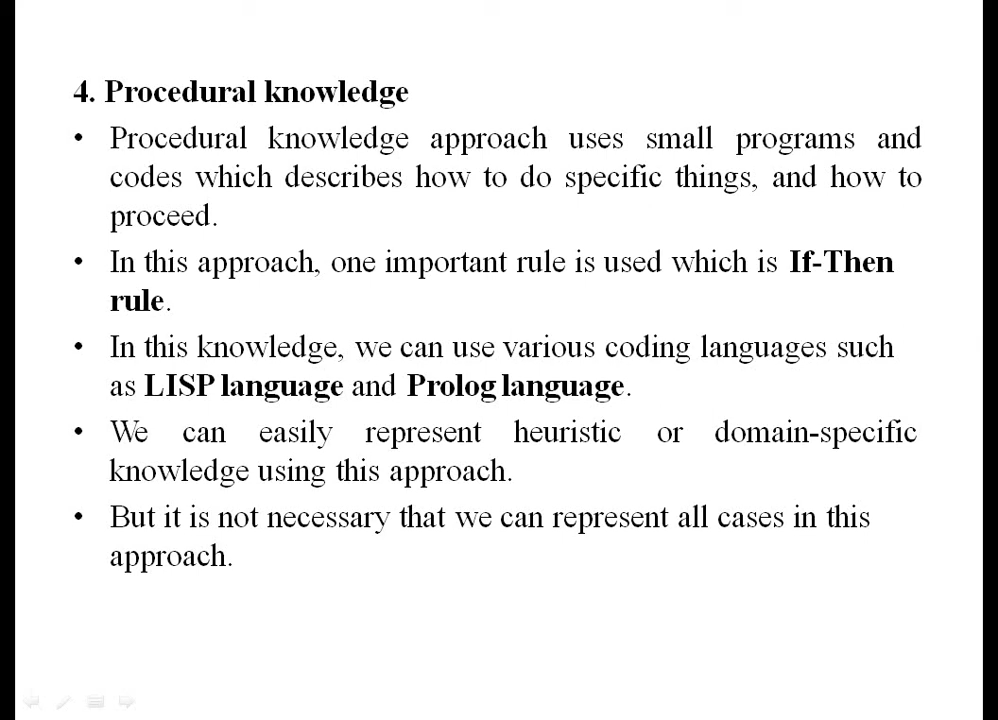 4. Procedural knowledge
• Procedural knowledge approach uses small programs and
codes which describes how to do specific things, and how to
proceed.
• In this approach, one important rule is used which is If-Then
rule.
• In this knowledge, we can use various coding languages such
as LISP language and Prolog language.
• We can easily represent heuristic or domain-specific
knowledge using this approach.
• But it is not necessary that we can represent all cases in this
approach.